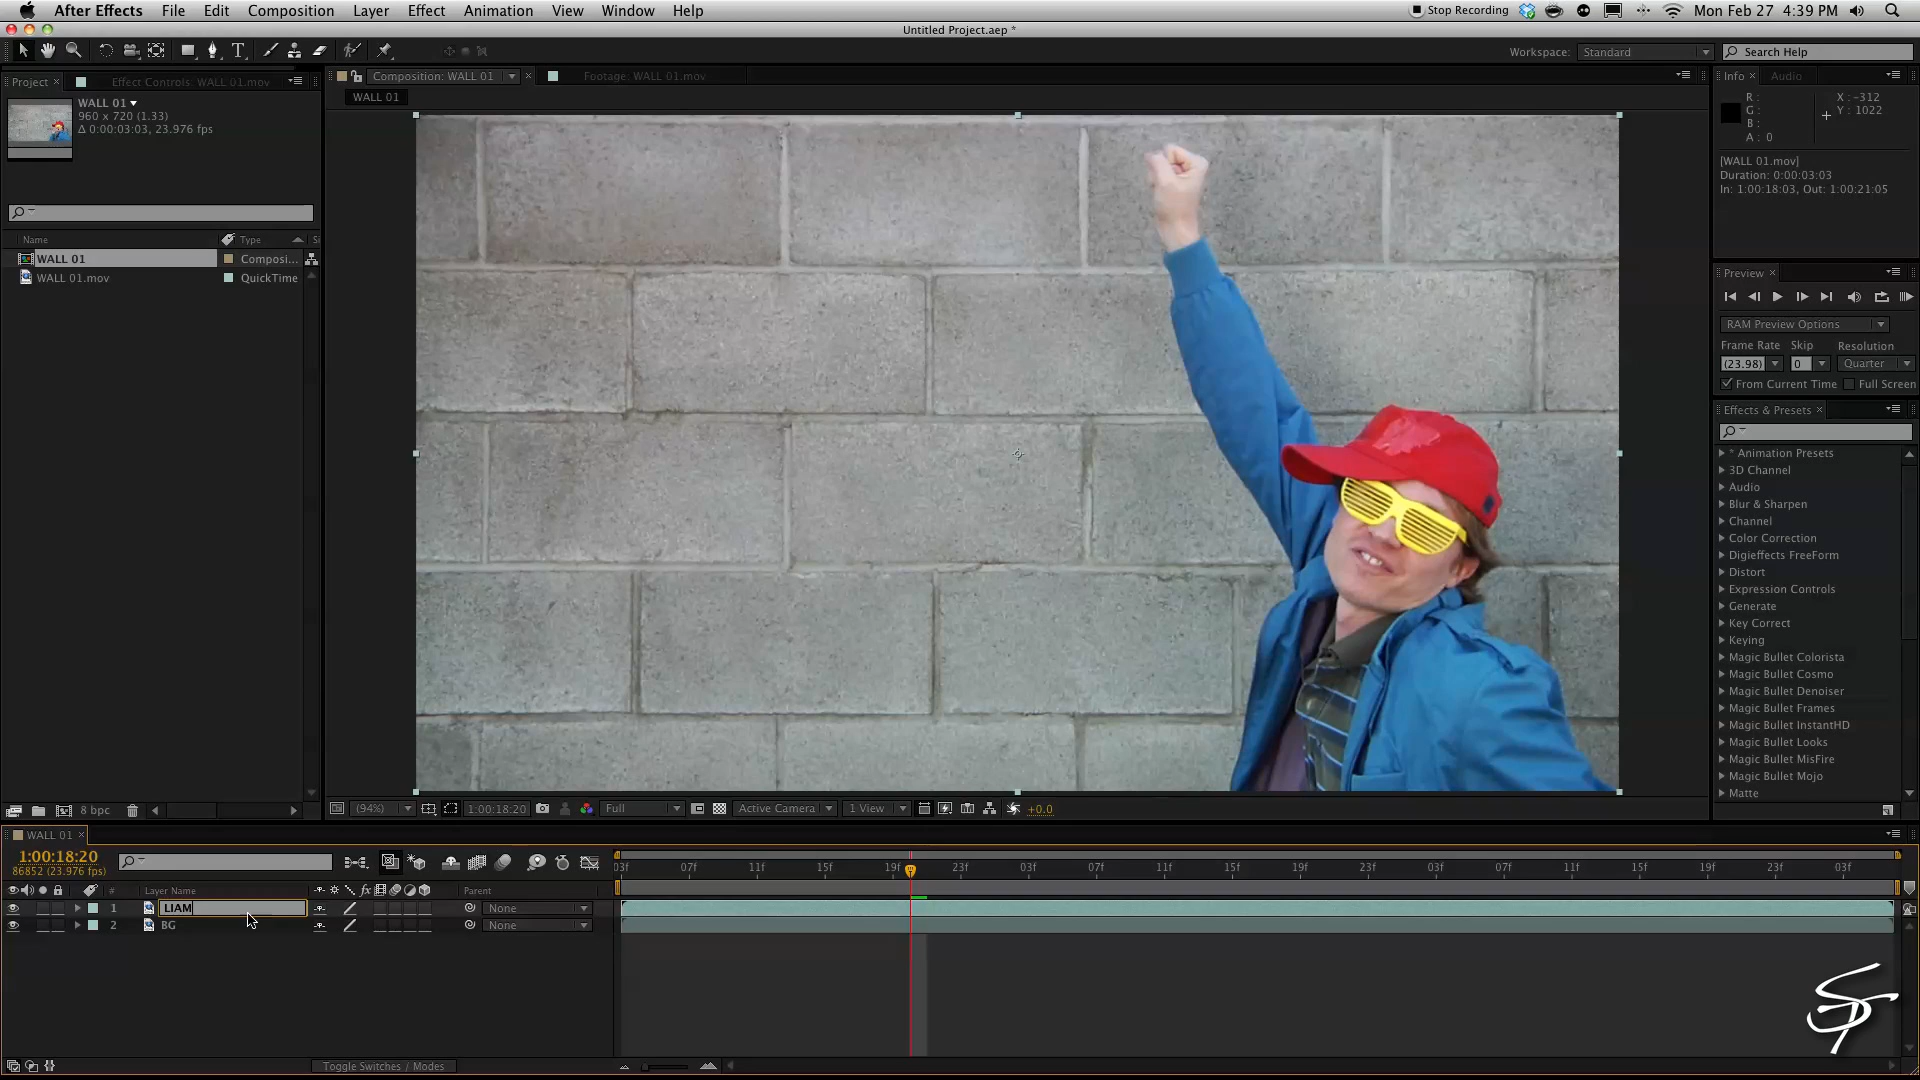 After Effects File Edit Composition Layer Effect Animation View Window Help Stop Recording Mon Feb 27 4:39 PM
Untitled Project.aep *
Workspace: Standard Search Help
Project × Effect Controls: WALL 01.mov
Composition: WALL 01 × Footage: WALL 01.mov
Info × Audio
WALL 01
960 x 720 (1.33)
Δ 0:00:03:03, 23.976 fps
WALL 01
R :
G :
B :
A : 0
X : -312
Y : 1022
[WALL 01.mov]
Duration: 0:00:03:03
In: 1:00:18:03, Out: 1:00:21:05
Name Type Si
WALL 01 Composi...
WALL 01.mov QuickTime
Preview ×
RAM Preview Options
Frame Rate Skip Resolution
(23.98) 0 Quarter
From Current Time Full Screen
Effects & Presets ×
* Animation Presets
3D Channel
Audio
Blur & Sharpen
Channel
Color Correction
Digieffects FreeForm
Distort
Expression Controls
Generate
Key Correct
Keying
Magic Bullet Colorista
Magic Bullet Cosmo
Magic Bullet Denoiser
Magic Bullet Frames
Magic Bullet InstantHD
Magic Bullet Looks
Magic Bullet MisFire
Magic Bullet Mojo
Matte
8 bpc
(94%) 1:00:18:20 Full Active Camera 1 View +0.0
WALL 01 ×
1:00:18:20
86852 (23.976 fps)
03f 07f 11f 15f 19f 23f 03f 07f 11f 15f 19f 23f 03f 07f 11f 15f 19f 23f 03f
# Layer Name fx Parent
1 LIAM None
2 BG None
Toggle Switches / Modes